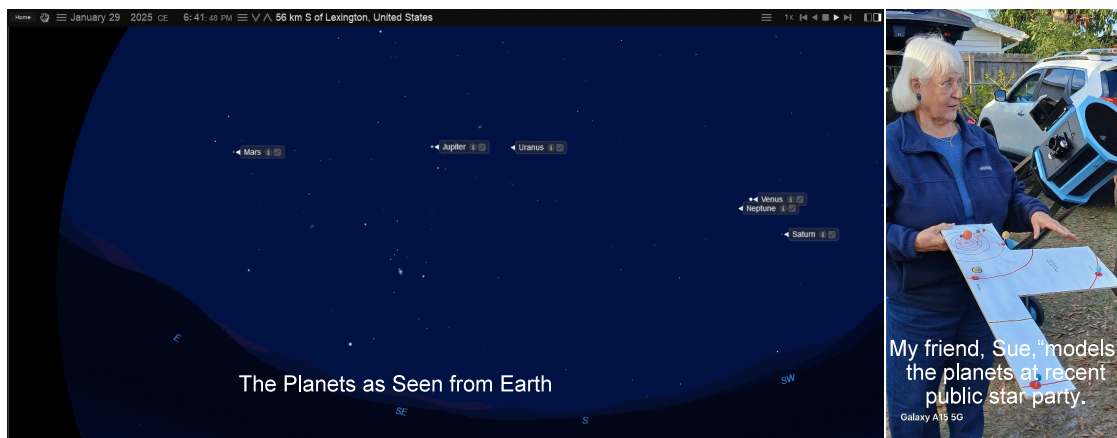 Home January 29 2025 CE 6:41:48 PM 56 km S of Lexington, United States 1x
Mars
Jupiter
Uranus
Venus
Neptune
Saturn
E
SE
S
SW
The Planets as Seen from Earth
My friend, Sue,“models
the planets at recent
public star party.
Galaxy A15 5G